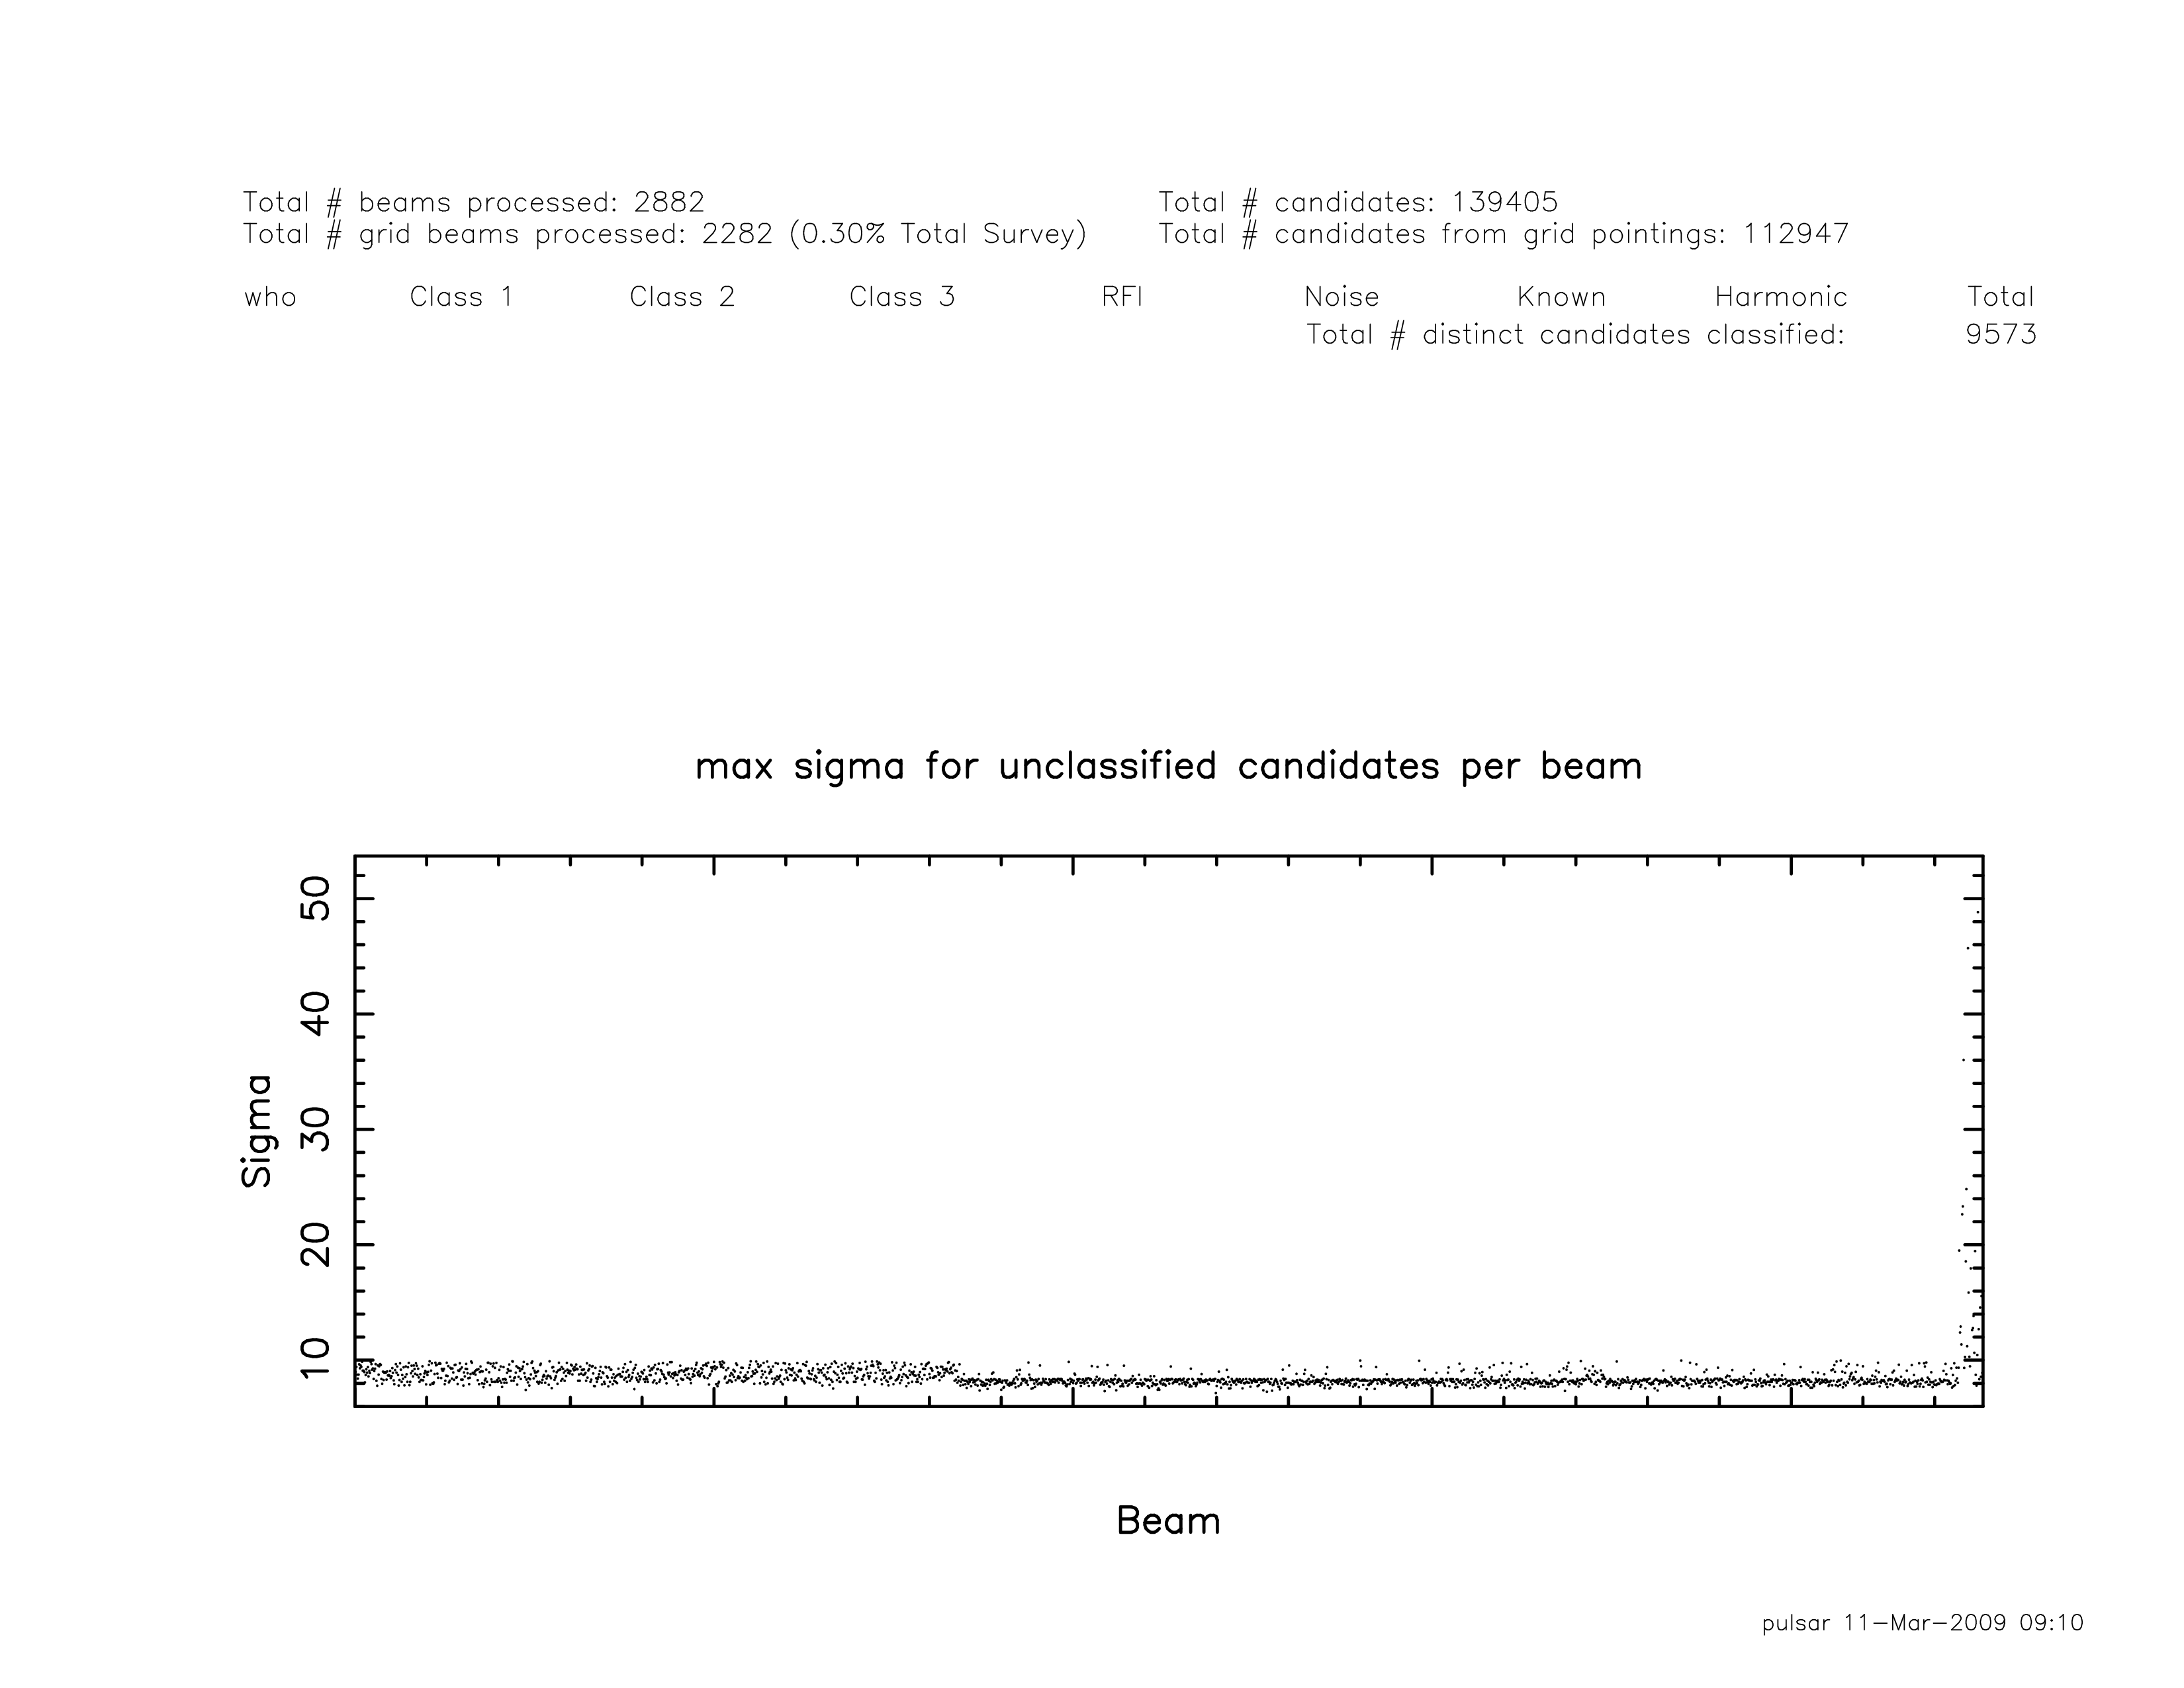 Total # beams processed: 2882 Total # candidates: 139405
Total # grid beams processed: 2282 (0.30% Total Survey) Total # candidates from grid pointings: 112947
who Class 1 Class 2 Class 3 RFI Noise Known Harmonic Total
Total # distinct candidates classified: 9573
max sigma for unclassified candidates per beam
50
40
30
20
10
Sigma
Beam
pulsar 11-Mar-2009 09:10